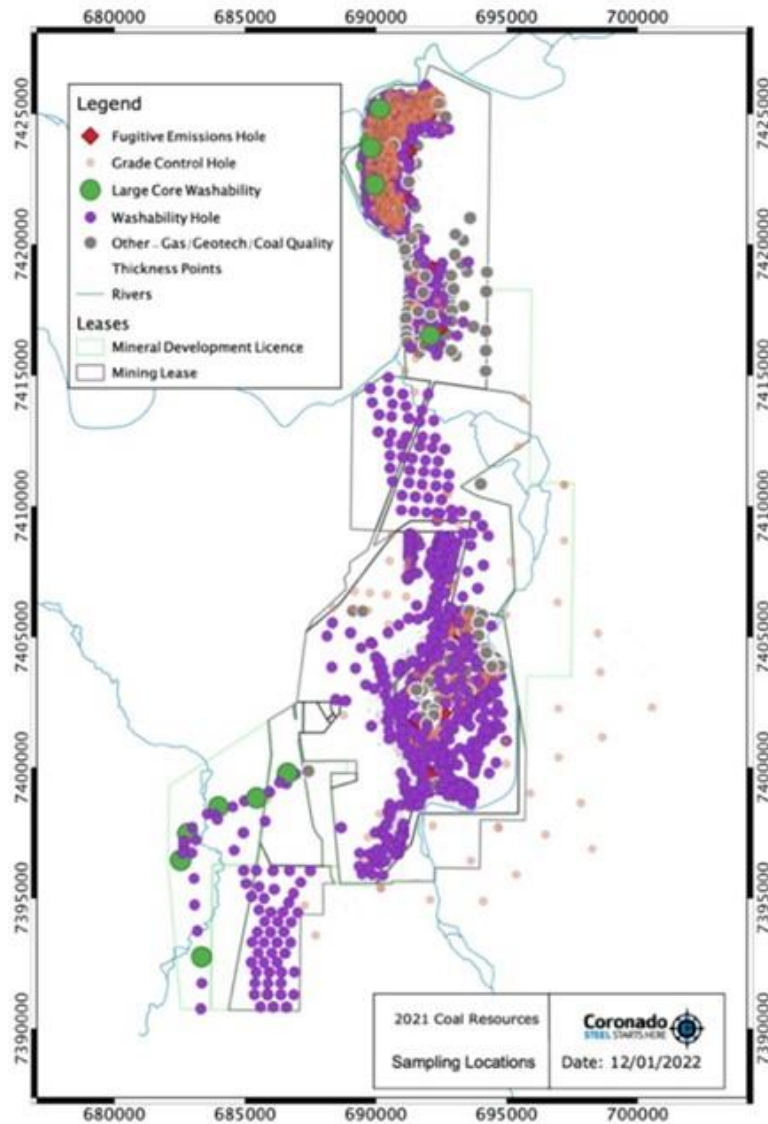 680000 685000 690000 695000 700000
7425000
7420000
7415000
7410000
7405000
7400000
7395000
7390000
Legend
Fugitive Emissions Hole
Grade Control Hole
Large Core Washability
Washability Hole
Other - Gas/Geotech/Coal Quality
Thickness Points
Rivers
Leases
Mineral Development Licence
Mining Lease
7425000
7420000
7415000
7410000
7405000
7400000
7395000
7390000
2021 Coal Resources
Sampling Locations
Coronado
STEEL STARTS HERE
Date: 12/01/2022
680000 685000 690000 695000 700000